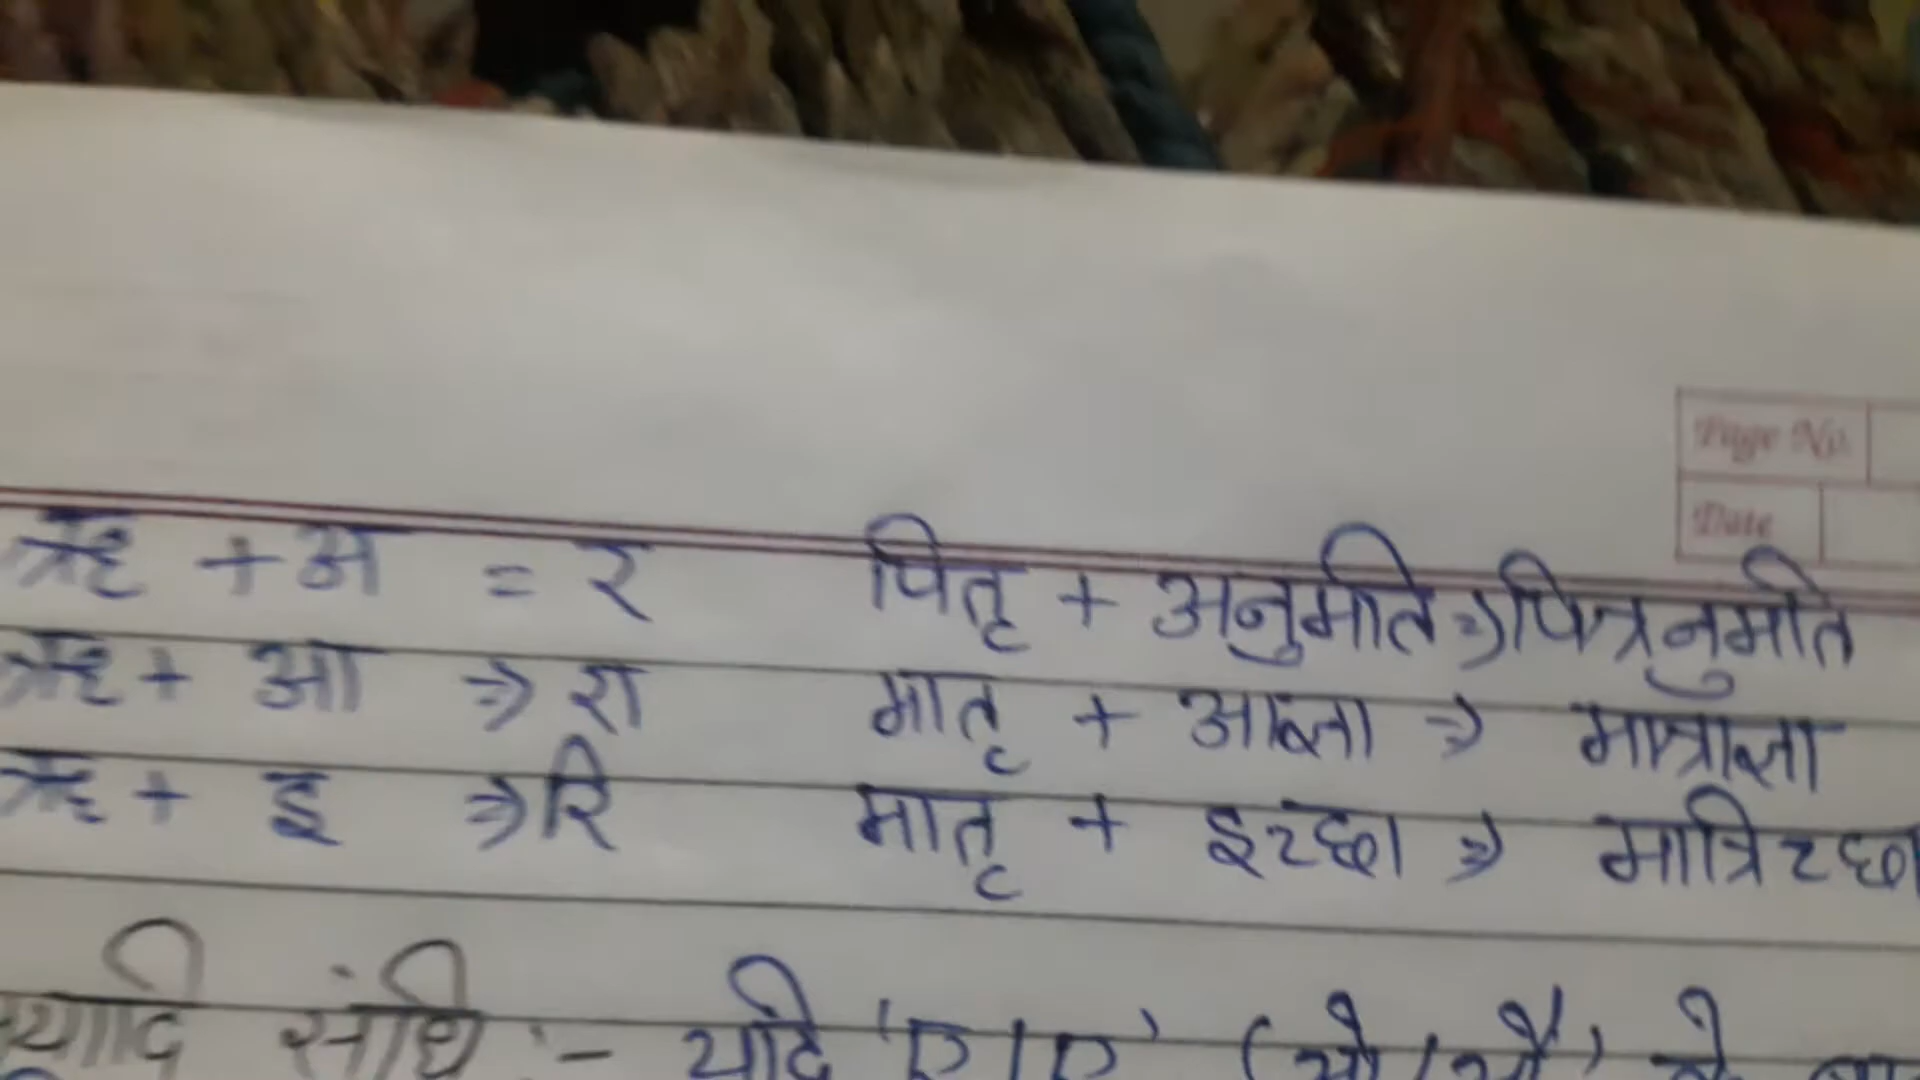 Page No.
Date
ऋ + अ = र पितृ + अनुमति => पित्रनुमति
ऋ + आ => रा मातृ + आज्ञा => मात्राज्ञा
ऋ + इ => रि मातृ + इच्छा => मात्रिच्छा
संधि :- यदि